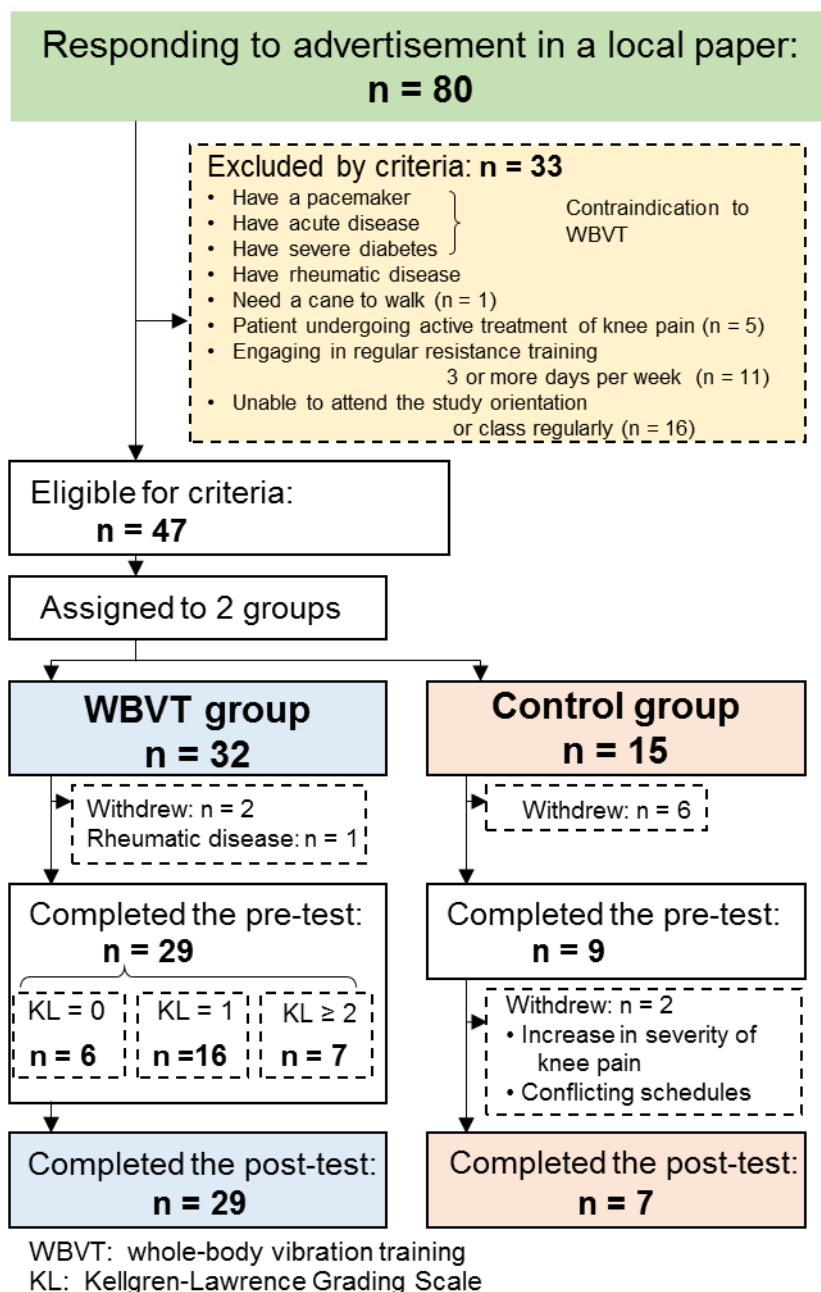 Responding to advertisement in a local paper:
n = 80
Excluded by criteria: n = 33
• Have a pacemaker
• Have acute disease
• Have severe diabetes
Contraindication to
WBVT
• Have rheumatic disease
• Need a cane to walk (n = 1)
• Patient undergoing active treatment of knee pain (n = 5)
• Engaging in regular resistance training
3 or more days per week (n = 11)
• Unable to attend the study orientation
or class regularly (n = 16)
Eligible for criteria:
n = 47
Assigned to 2 groups
WBVT group
n = 32
Control group
n = 15
Withdrew: n = 2
Rheumatic disease: n = 1
Withdrew: n = 6
Completed the pre-test:
n = 29
KL = 0
n = 6
KL = 1
n =16
KL ≥ 2
n = 7
Completed the pre-test:
n = 9
Withdrew: n = 2
• Increase in severity of
knee pain
• Conflicting schedules
Completed the post-test:
n = 29
Completed the post-test:
n = 7
WBVT: whole-body vibration training
KL: Kellgren-Lawrence Grading Scale